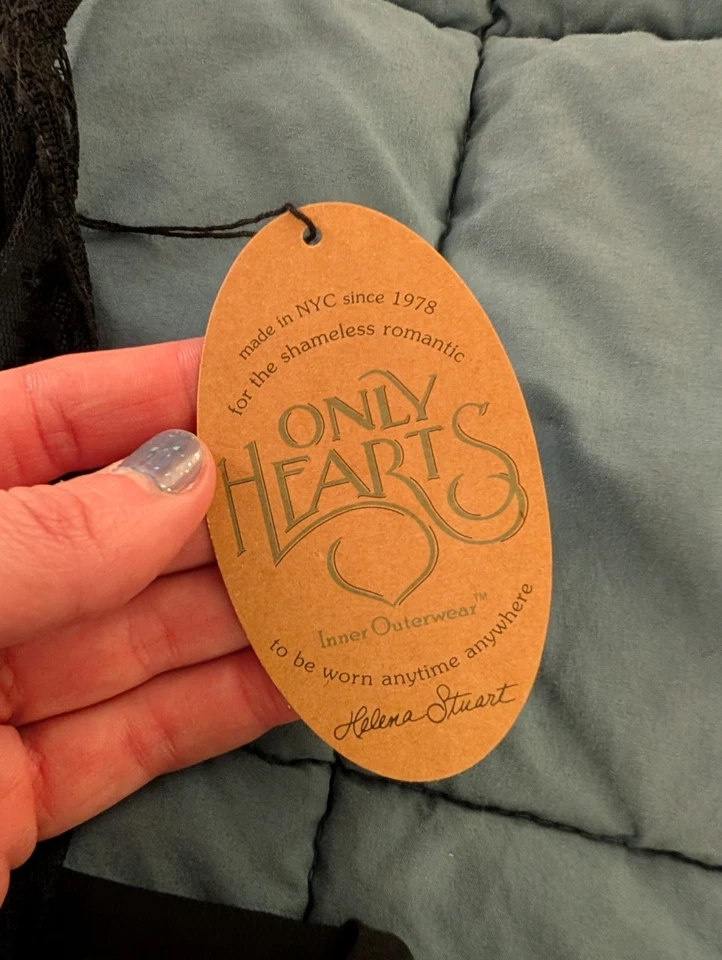 made in NYC since 1978
for the shameless romantic
ONLY
HEARTS
Inner Outerwear™
to be worn anytime anywhere
Helena Stuart